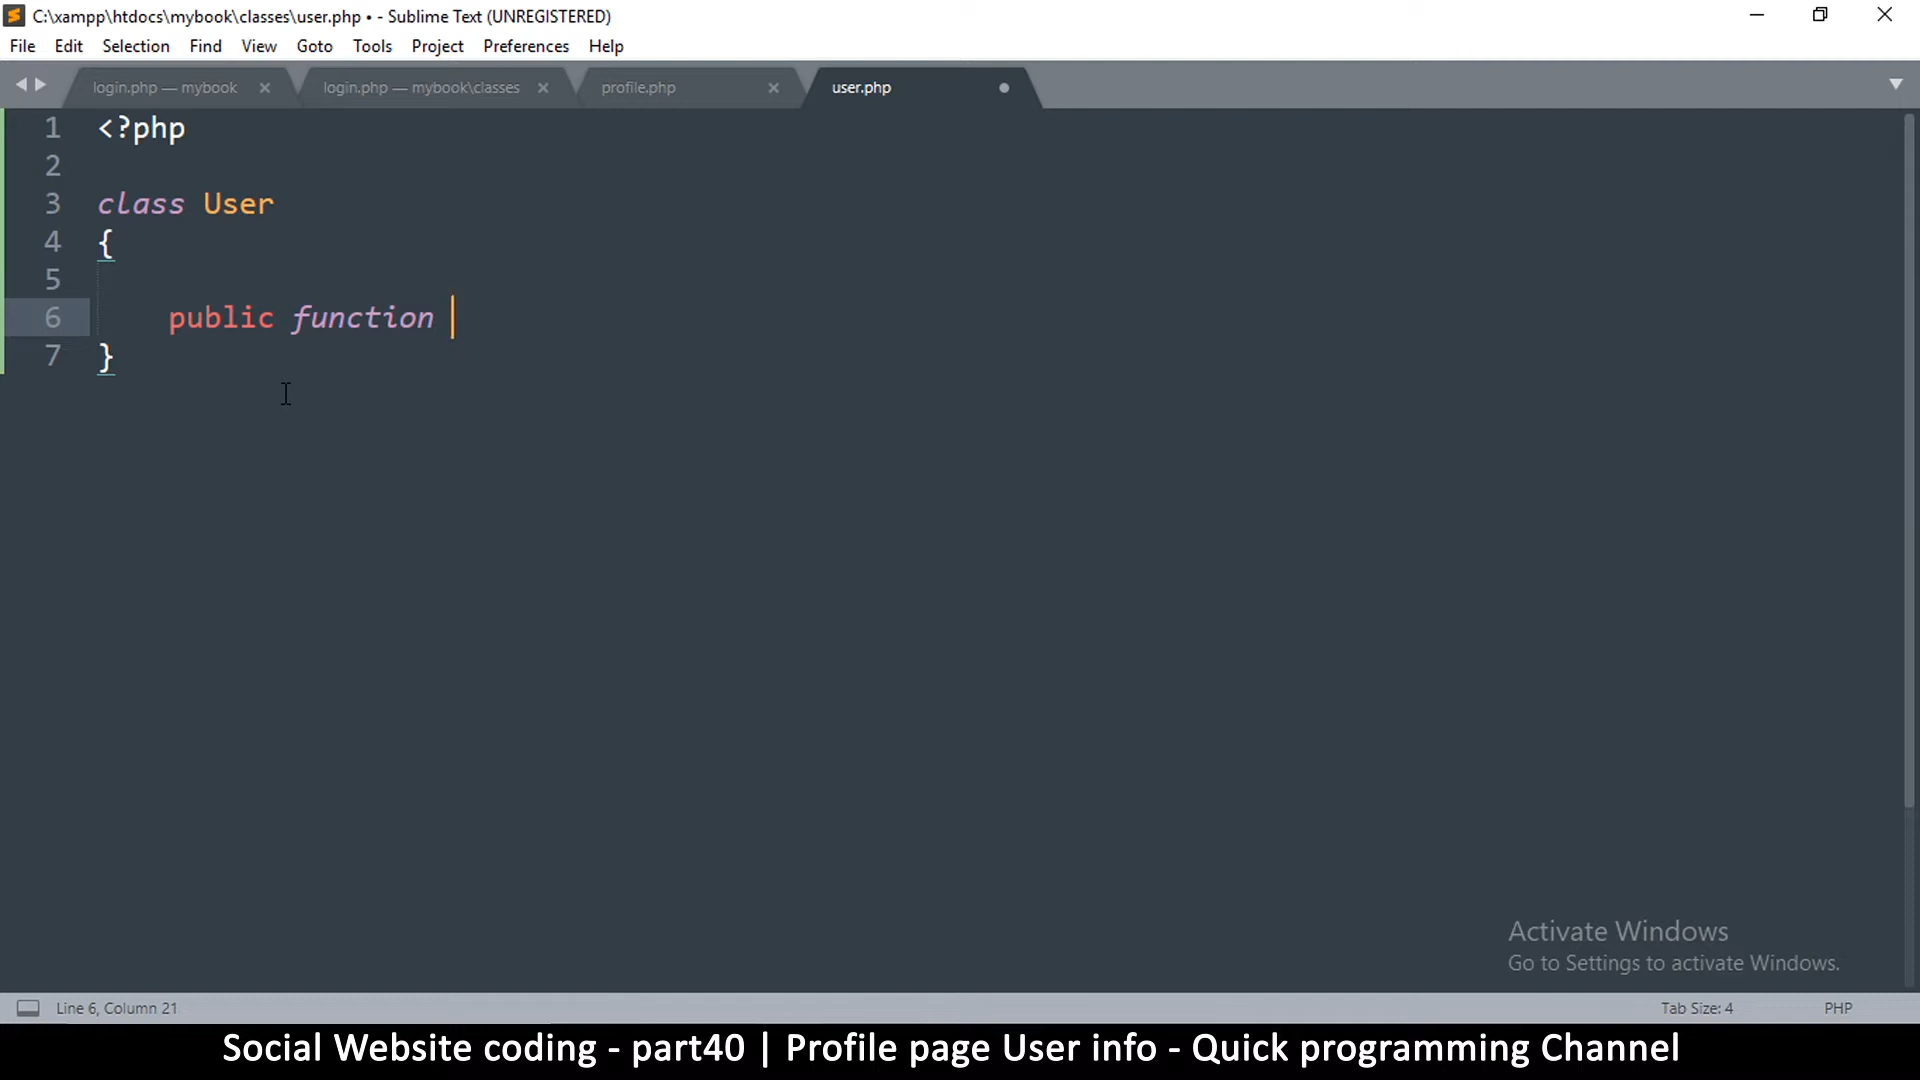 C:\xampp\htdocs\mybook\classes\user.php • - Sublime Text (UNREGISTERED)
File Edit Selection Find View Goto Tools Project Preferences Help
login.php — mybook login.php — mybook\classes profile.php user.php
1 <?php
2
3 class User
4 {
5
6 public function
7 }
Activate Windows
Go to Settings to activate Windows.
Line 6, Column 21 Tab Size: 4 PHP
Social Website coding - part40 | Profile page User info - Quick programming Channel